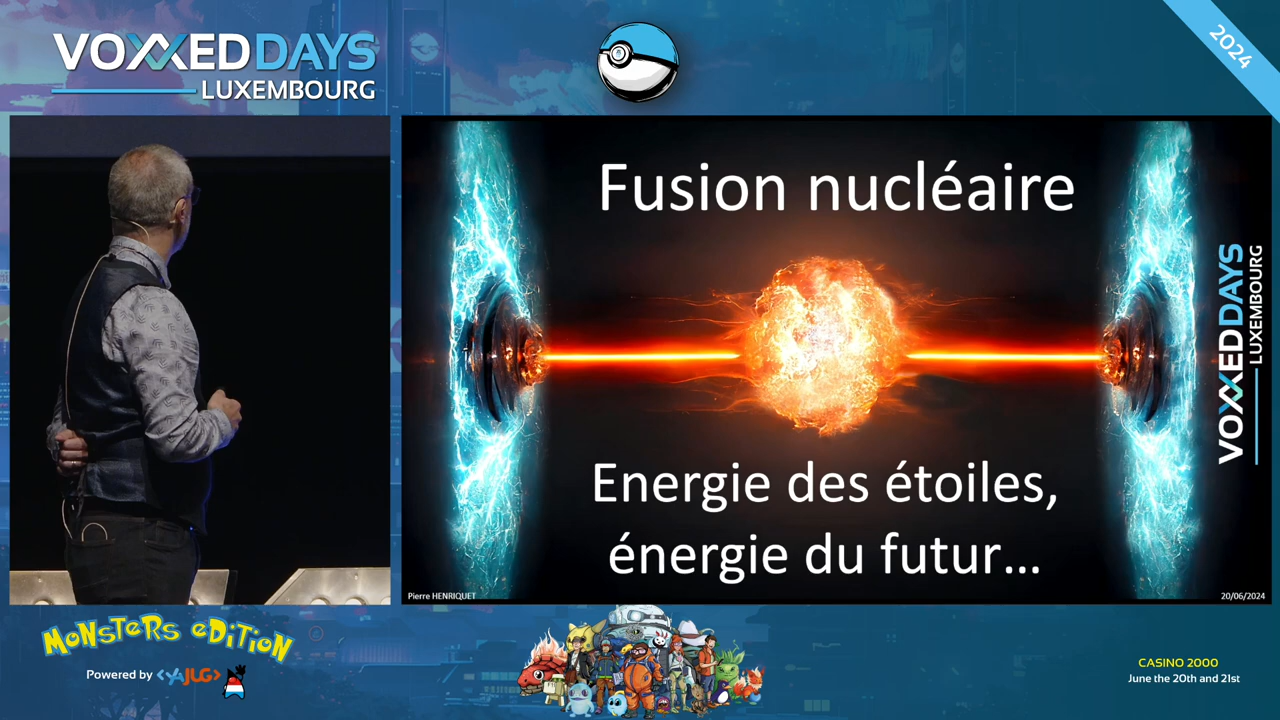 VOXXEDDAYS
LUXEMBOURG
2024
Fusion nucléaire
Energie des étoiles,
énergie du futur...
Pierre HENRIQUET
20/06/2024
VOXXEDDAYS
LUXEMBOURG
MONSTERS EDITION
Powered by <YAJUG>
CASINO 2000
June the 20th and 21st